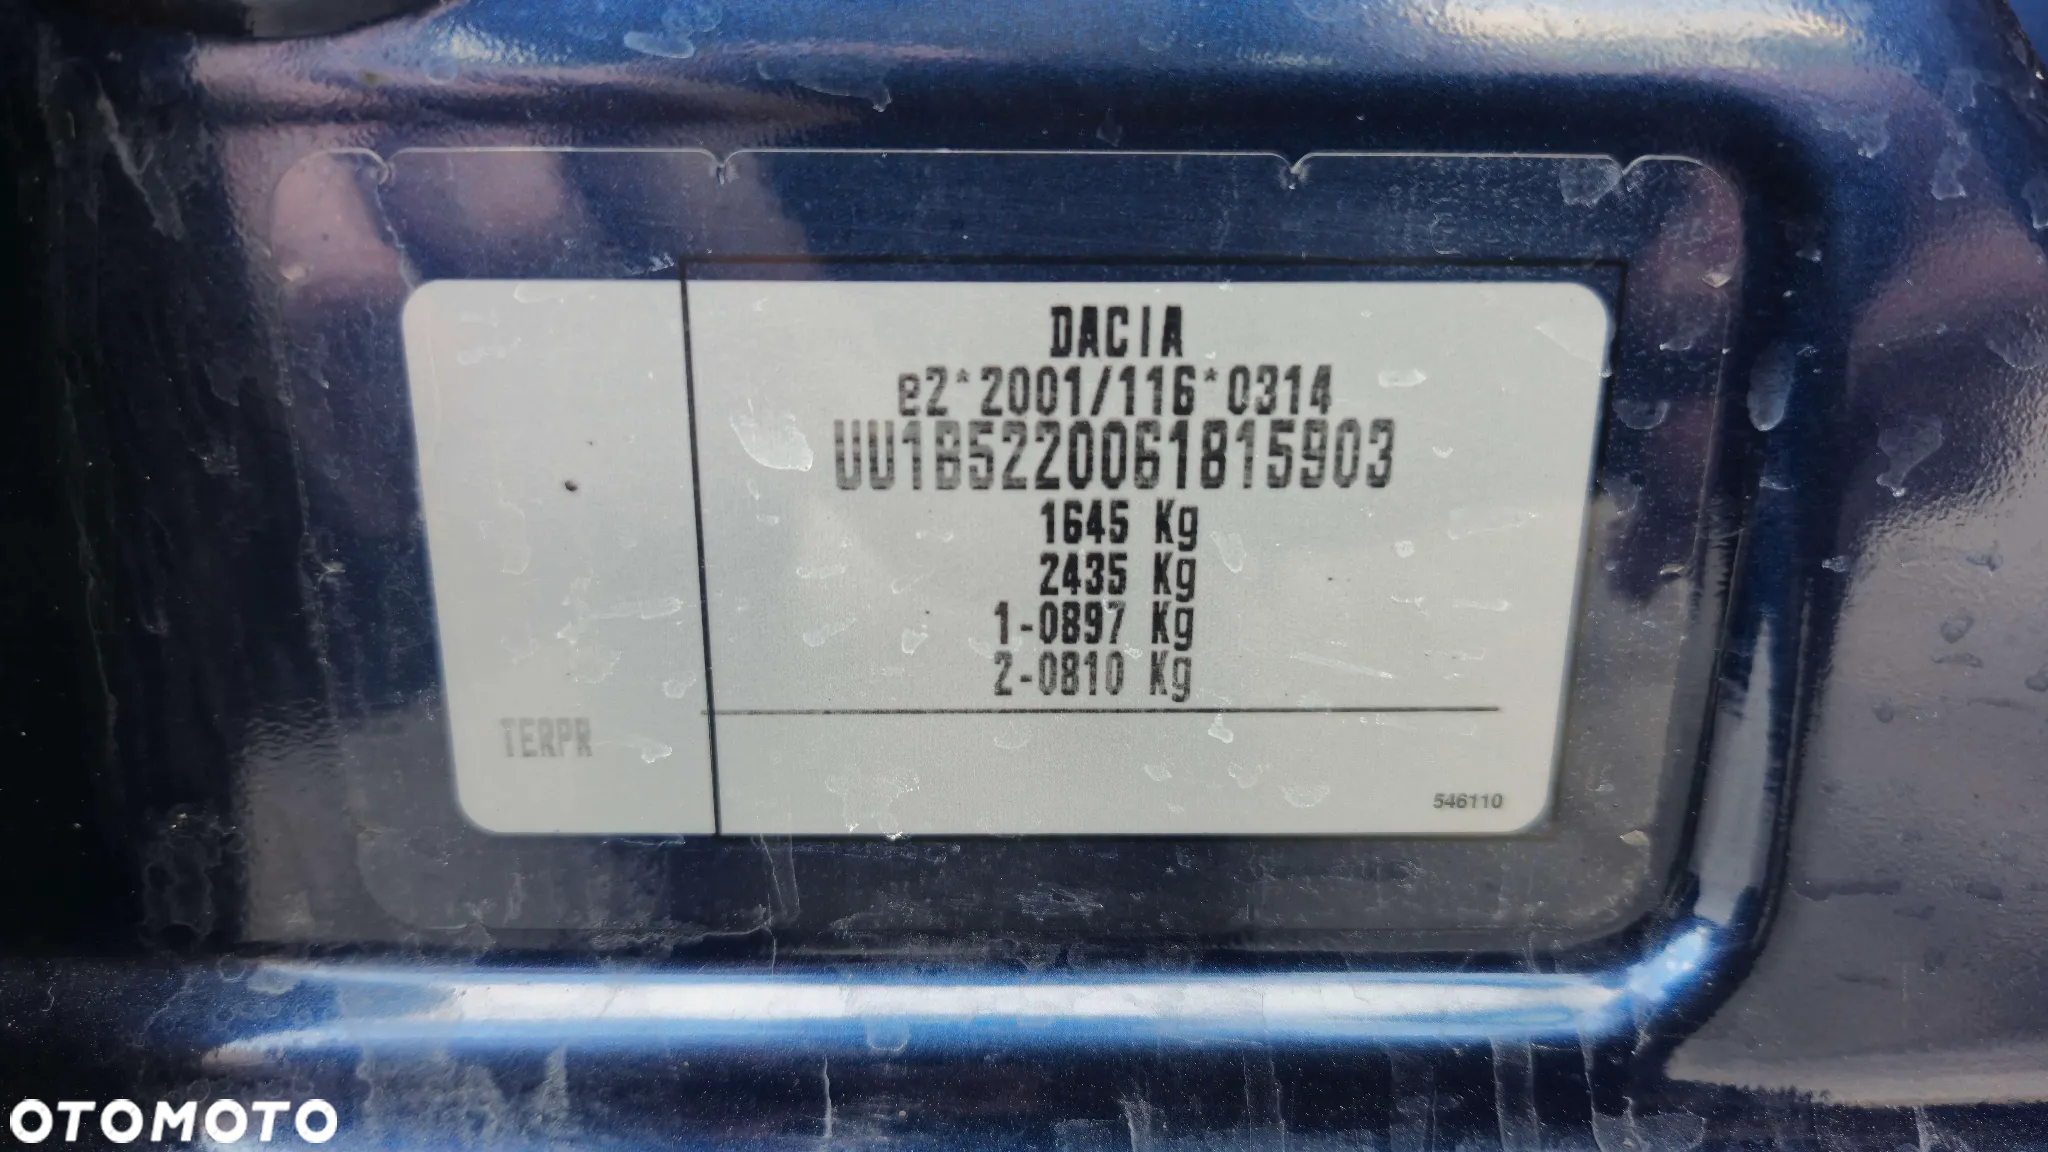 DACIA
e2*2001/116*0314
UU1B5220061815903
1645 Kg
2435 Kg
1-0897 Kg
2-0810 Kg
TERPR
546110
OTOMOTO